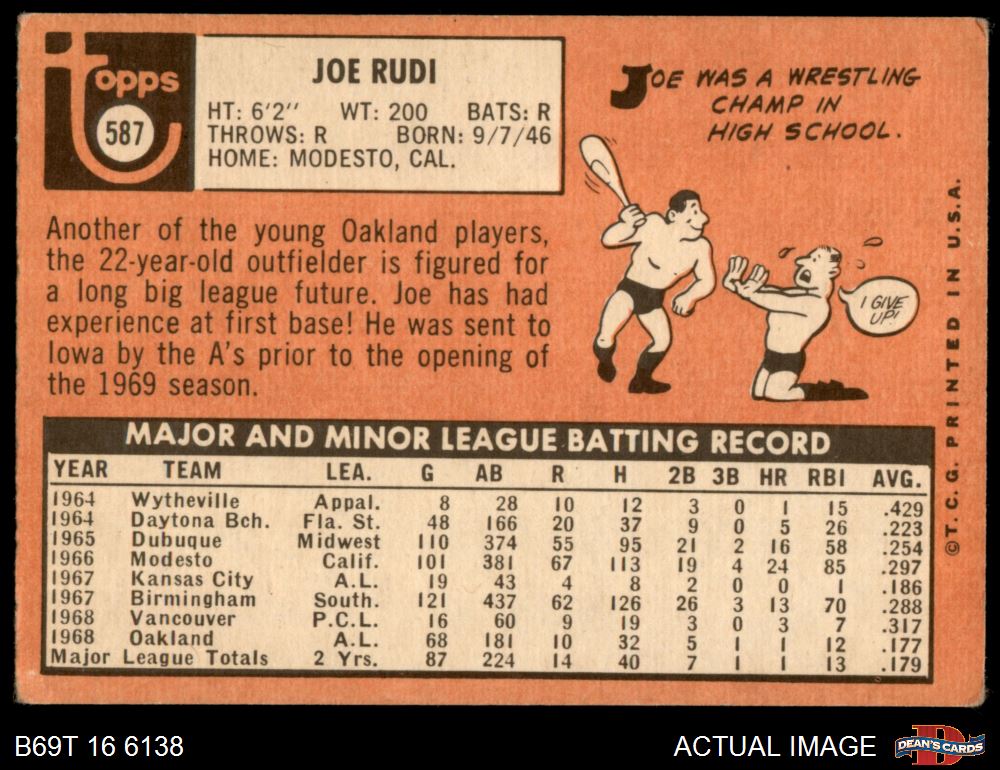 Topps
587
JOE RUDI
HT: 6'2" WT: 200 BATS: R
THROWS: R BORN: 9/7/46
HOME: MODESTO, CAL.
JOE WAS A WRESTLING
CHAMP IN
HIGH SCHOOL.
I GIVE
UP!
Another of the young Oakland players,
the 22-year-old outfielder is figured for
a long big league future. Joe has had
experience at first base! He was sent to
Iowa by the A's prior to the opening of
the 1969 season.
MAJOR AND MINOR LEAGUE BATTING RECORD
YEAR TEAM LEA. G AB R H 2B 3B HR RBI AVG.
1964 Wytheville Appal. 8 28 10 12 3 0 1 15 .429
1964 Daytona Bch. Fla. St. 48 166 20 37 9 0 5 26 .223
1965 Dubuque Midwest 110 374 55 95 21 2 16 58 .254
1966 Modesto Calif. 101 381 67 113 19 4 24 85 .297
1967 Kansas City A.L. 19 43 4 8 2 0 0 1 .186
1967 Birmingham South. 121 437 62 126 26 3 13 70 .288
1968 Vancouver P.C.L. 16 60 9 19 3 0 3 7 .317
1968 Oakland A.L. 68 181 10 32 5 1 1 12 .177
Major League Totals 2 Yrs. 87 224 14 40 7 1 1 13 .179
©T.C.G. PRINTED IN U.S.A.
B69T 16 6138
ACTUAL IMAGE
D
DEAN'S CARDS